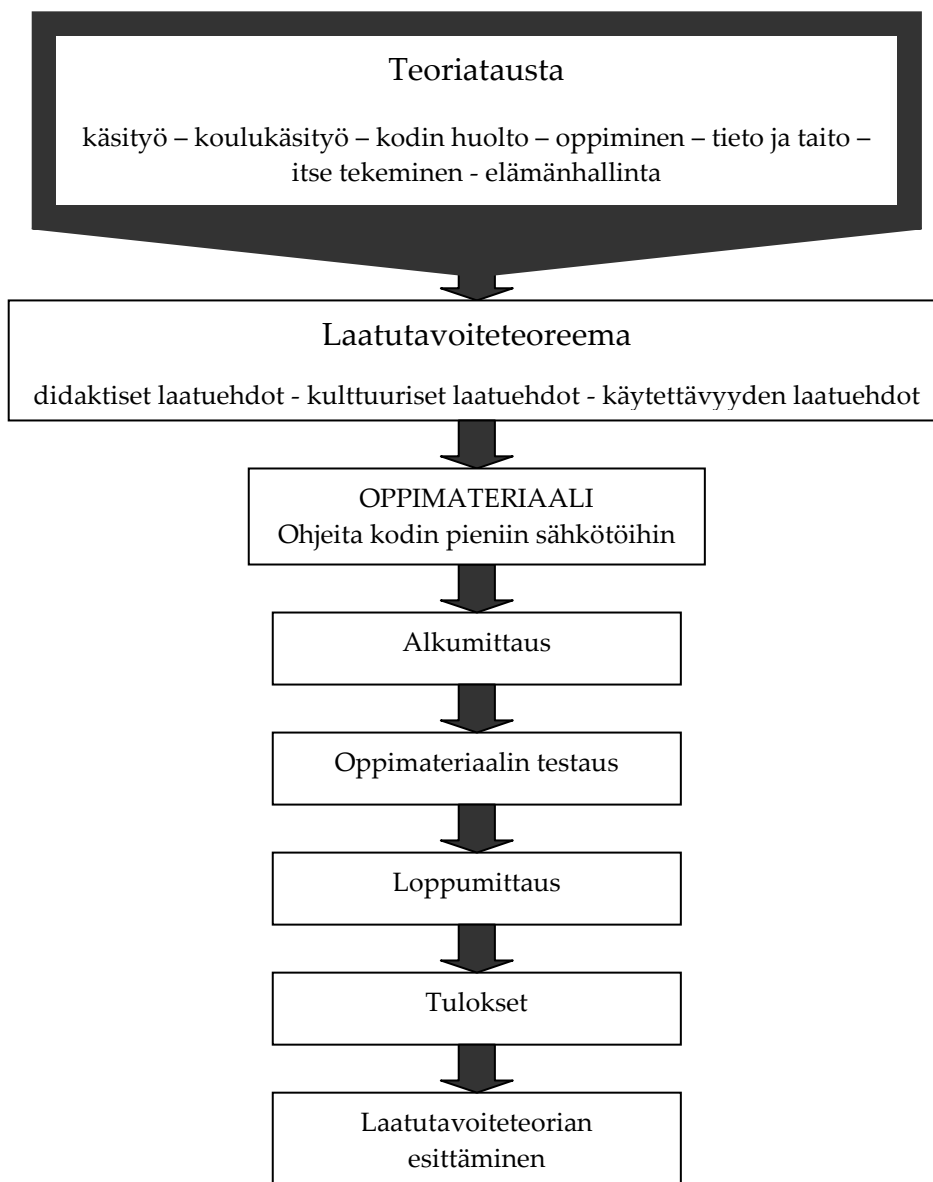 Teoriatausta
käsityö – koulukäsityö – kodin huolto – oppiminen – tieto ja taito –
itse tekeminen - elämänhallinta
Laatutavoiteteoreema
didaktiset laatuehdot - kulttuuriset laatuehdot - käytettävyyden laatuehdot
OPPIMATERIAALI
Ohjeita kodin pieniin sähkötöihin
Alkumittaus
Oppimateriaalin testaus
Loppumittaus
Tulokset
Laatutavoiteteorian
esittäminen